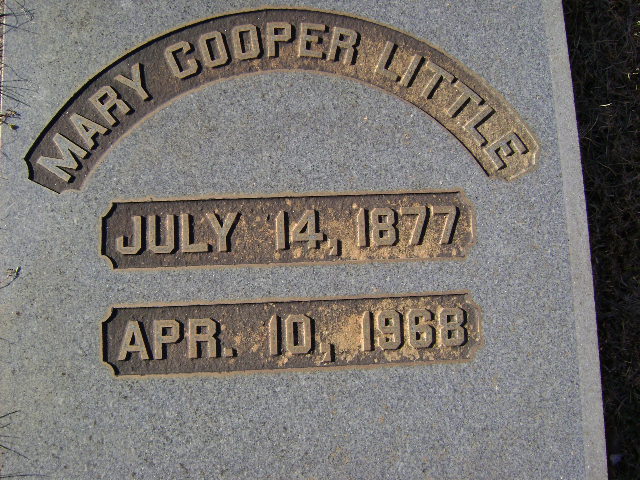 MARY COOPER LITTLE
JULY 14, 1877
APR. 10, 1968